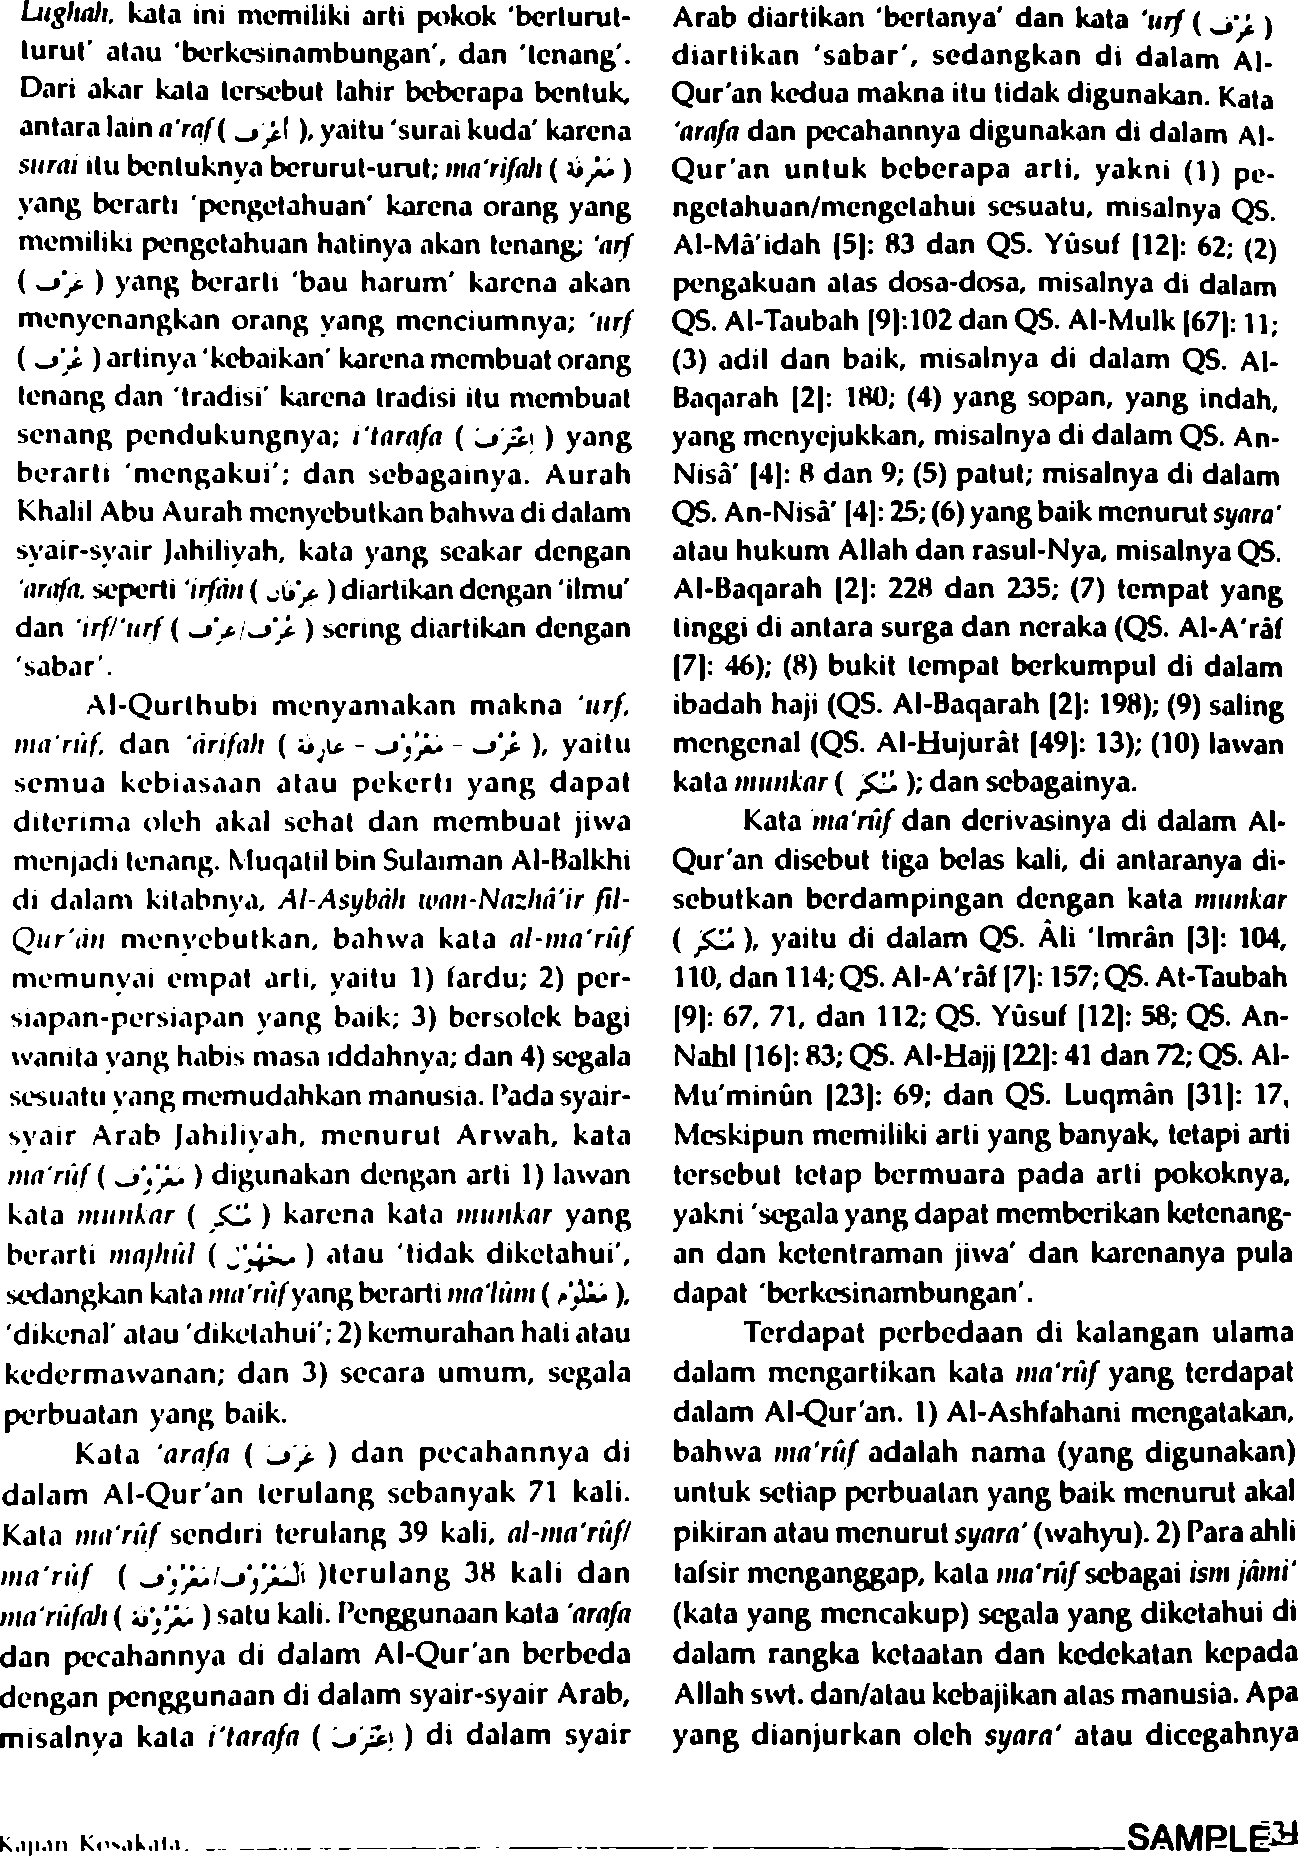 Lughah, kata ini memiliki arti pokok 'berturut-
turut' atau 'berkesinambungan', dan 'tenang'.
Dari akar kata tersebut lahir beberapa bentuk,
antara lain a'raf ( أَعْرَف ), yaitu 'surai kuda' karena
surai itu bentuknya berurut-urut; ma'rifah ( مَعْرِفَة )
yang berarti 'pengetahuan' karena orang yang
memiliki pengetahuan hatinya akan tenang; 'arf
( عَرْف ) yang berarti 'bau harum' karena akan
menyenangkan orang yang menciumnya; 'urf
( عُرْف ) artinya 'kebaikan' karena membuat orang
tenang dan 'tradisi' karena tradisi itu membuat
senang pendukungnya; i'tarafa ( اِعْتَرَفَ ) yang
berarti 'mengakui'; dan sebagainya. Aurah
Khalil Abu Aurah menyebutkan bahwa di dalam
syair-syair Jahiliyah, kata yang seakar dengan
'arafa, seperti 'irfân ( عِرْفَان ) diartikan dengan 'ilmu'
dan 'irf/'urf ( عُرْف/عِرْف ) sering diartikan dengan
'sabar'.
Al-Qurthubi menyamakan makna 'urf,
ma'rûf, dan 'ârifah ( عُرْف - مَعْرُوْف - عَارِفَة ), yaitu
semua kebiasaan atau pekerti yang dapat
diterima oleh akal sehat dan membuat jiwa
menjadi tenang. Muqatil bin Sulaiman Al-Balkhi
di dalam kitabnya, Al-Asybâh wan-Nazhâ'ir fil-
Qur'ân menyebutkan, bahwa kata al-ma'rûf
memunyai empat arti, yaitu 1) fardu; 2) per-
siapan-persiapan yang baik; 3) bersolek bagi
wanita yang habis masa iddahnya; dan 4) segala
sesuatu yang memudahkan manusia. Pada syair-
syair Arab Jahiliyah, menurut Arwah, kata
ma'rûf ( مَعْرُوْف ) digunakan dengan arti 1) lawan
kata munkar ( مُنْكَر ) karena kata munkar yang
berarti majhûl ( مَجْهُوْل ) atau 'tidak diketahui',
sedangkan kata ma'rûf yang berarti ma'lûm ( مَعْلُوْم ),
'dikenal' atau 'diketahui'; 2) kemurahan hati atau
kedermawanan; dan 3) secara umum, segala
perbuatan yang baik.
Kata 'arafa ( عَرَفَ ) dan pecahannya di
dalam Al-Qur'an terulang sebanyak 71 kali.
Kata ma'rûf sendiri terulang 39 kali, al-ma'rûf/
ma'rûf ( اَلْمَعْرُوْف/مَعْرُوْف )terulang 38 kali dan
ma'rûfah ( مَعْرُوْفَة ) satu kali. Penggunaan kata 'arafa
dan pecahannya di dalam Al-Qur'an berbeda
dengan penggunaan di dalam syair-syair Arab,
misalnya kata i'tarafa ( اِعْتَرَفَ ) di dalam syair
Arab diartikan 'bertanya' dan kata 'urf ( عُرْف )
diartikan 'sabar', sedangkan di dalam Al-
Qur'an kedua makna itu tidak digunakan. Kata
'arafa dan pecahannya digunakan di dalam Al-
Qur'an untuk beberapa arti, yakni (1) pe-
ngetahuan/mengetahui sesuatu, misalnya QS.
Al-Mâ'idah [5]: 83 dan QS. Yûsuf [12]: 62; (2)
pengakuan atas dosa-dosa, misalnya di dalam
QS. Al-Taubah [9]:102 dan QS. Al-Mulk [67]: 11;
(3) adil dan baik, misalnya di dalam QS. Al-
Baqarah [2]: 180; (4) yang sopan, yang indah,
yang menyejukkan, misalnya di dalam QS. An-
Nisâ' [4]: 8 dan 9; (5) patut; misalnya di dalam
QS. An-Nisâ' [4]: 25; (6) yang baik menurut syara'
atau hukum Allah dan rasul-Nya, misalnya QS.
Al-Baqarah [2]: 228 dan 235; (7) tempat yang
tinggi di antara surga dan neraka (QS. Al-A'râf
[7]: 46); (8) bukit tempat berkumpul di dalam
ibadah haji (QS. Al-Baqarah [2]: 198); (9) saling
mengenal (QS. Al-Hujurât [49]: 13); (10) lawan
kata munkar ( مُنْكَر ); dan sebagainya.
Kata ma'rûf dan derivasinya di dalam Al-
Qur'an disebut tiga belas kali, di antaranya di-
sebutkan berdampingan dengan kata munkar
( مُنْكَر ), yaitu di dalam QS. Âli 'Imrân [3]: 104,
110, dan 114; QS. Al-A'râf [7]: 157; QS. At-Taubah
[9]: 67, 71, dan 112; QS. Yûsuf [12]: 58; QS. An-
Nahl [16]: 83; QS. Al-Hajj [22]: 41 dan 72; QS. Al-
Mu'minûn [23]: 69; dan QS. Luqmân [31]: 17,
Meskipun memiliki arti yang banyak, tetapi arti
tersebut tetap bermuara pada arti pokoknya,
yakni 'segala yang dapat memberikan ketenang-
an dan ketentraman jiwa' dan karenanya pula
dapat 'berkesinambungan'.
Terdapat perbedaan di kalangan ulama
dalam mengartikan kata ma'rûf yang terdapat
dalam Al-Qur'an. 1) Al-Ashfahani mengatakan,
bahwa ma'rûf adalah nama (yang digunakan)
untuk setiap perbuatan yang baik menurut akal
pikiran atau menurut syara' (wahyu). 2) Para ahli
tafsir menganggap, kata ma'rûf sebagai ism jâmi'
(kata yang mencakup) segala yang diketahui di
dalam rangka ketaatan dan kedekatan kepada
Allah swt. dan/atau kebajikan atas manusia. Apa
yang dianjurkan oleh syara' atau dicegahnya
Kosakata
SAMPLE